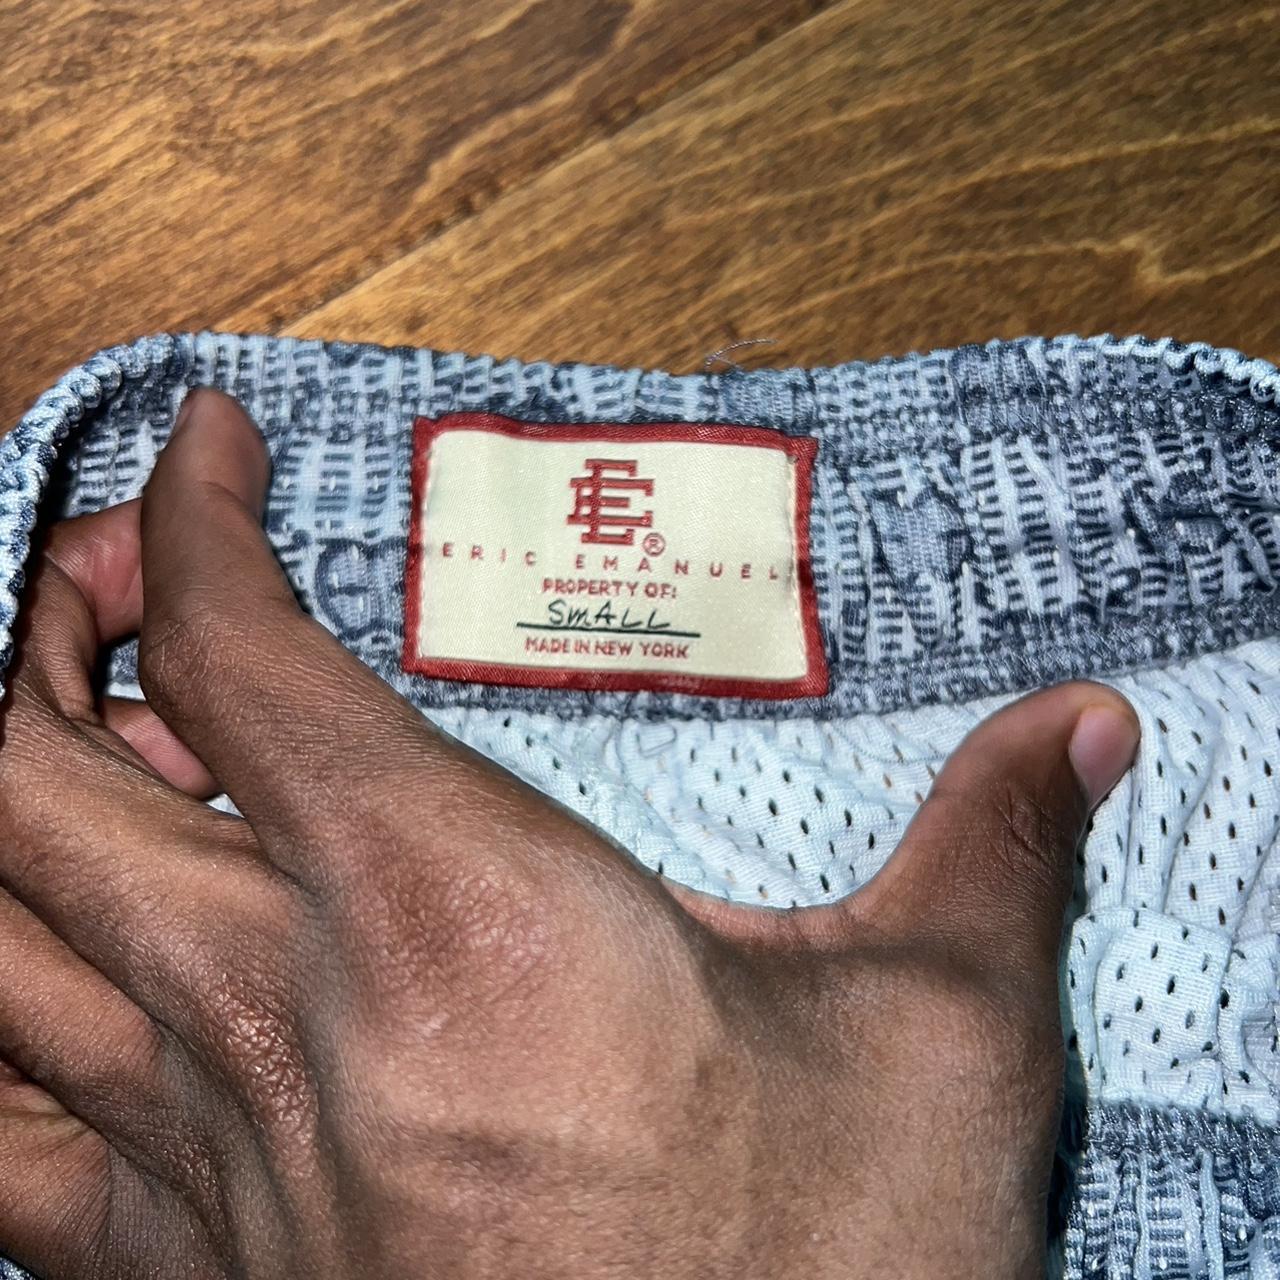 EE®
ERIC EMANUEL
PROPERTY OF:
SMALL
MADE IN NEW YORK